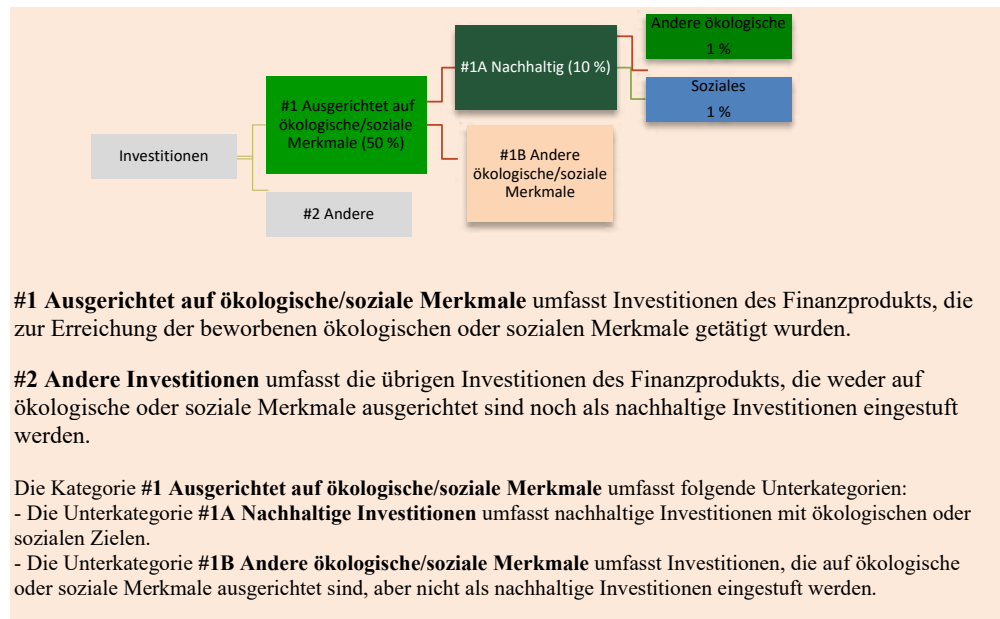 Andere ökologische
1 %
#1A Nachhaltig (10 %)
Soziales
1 %
#1 Ausgerichtet auf
ökologische/soziale
Merkmale (50 %)
Investitionen
#1B Andere
ökologische/soziale
Merkmale
#2 Andere
#1 Ausgerichtet auf ökologische/soziale Merkmale umfasst Investitionen des Finanzprodukts, die
zur Erreichung der beworbenen ökologischen oder sozialen Merkmale getätigt wurden.
#2 Andere Investitionen umfasst die übrigen Investitionen des Finanzprodukts, die weder auf
ökologische oder soziale Merkmale ausgerichtet sind noch als nachhaltige Investitionen eingestuft
werden.
Die Kategorie #1 Ausgerichtet auf ökologische/soziale Merkmale umfasst folgende Unterkategorien:
- Die Unterkategorie #1A Nachhaltige Investitionen umfasst nachhaltige Investitionen mit ökologischen oder
sozialen Zielen.
- Die Unterkategorie #1B Andere ökologische/soziale Merkmale umfasst Investitionen, die auf ökologische
oder soziale Merkmale ausgerichtet sind, aber nicht als nachhaltige Investitionen eingestuft werden.